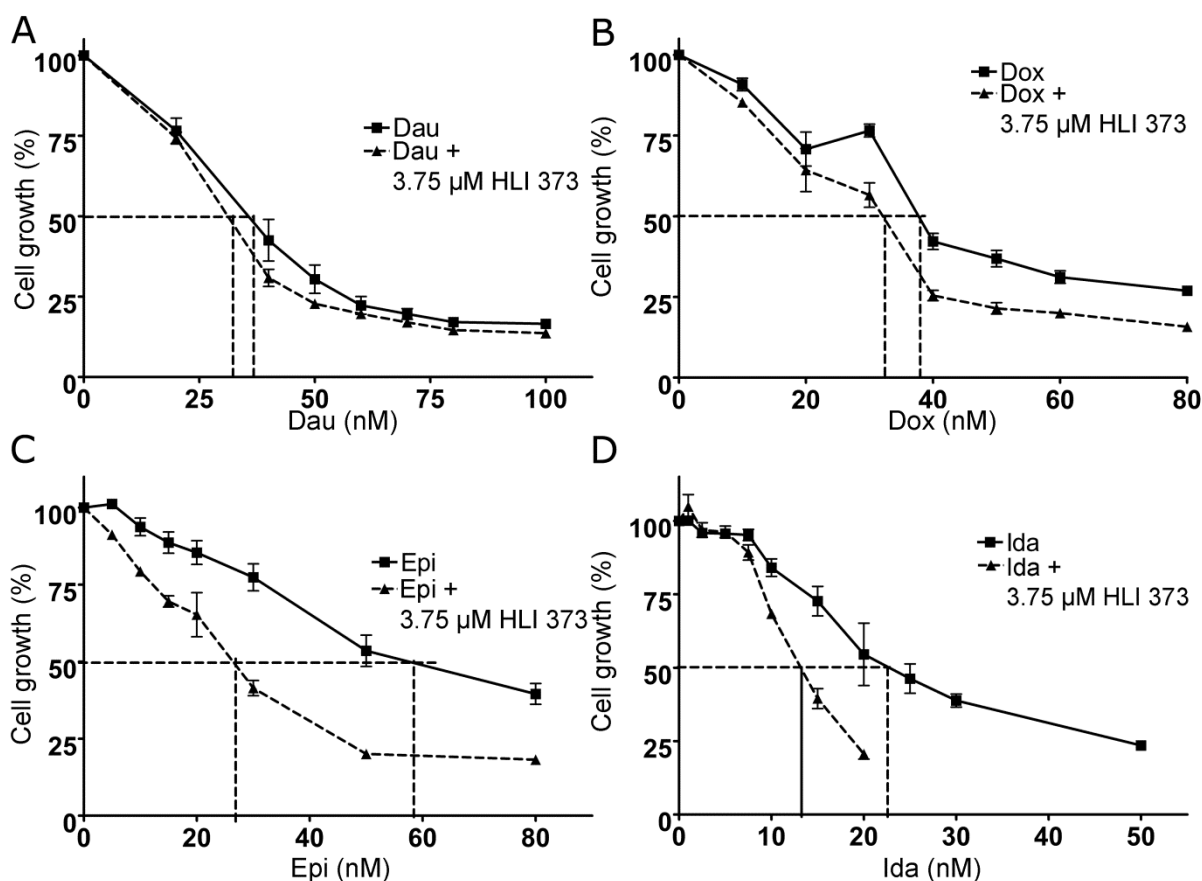 A
100
75
50
25
0
Cell growth (%)
Dau
Dau +
3.75 µM HLI 373
0 25 50 75 100
Dau (nM)
B
100
75
50
25
0
Cell growth (%)
Dox
Dox +
3.75 µM HLI 373
0 20 40 60 80
Dox (nM)
C
100
75
50
25
0
Cell growth (%)
Epi
Epi +
3.75 µM HLI 373
0 20 40 60 80
Epi (nM)
D
100
75
50
25
0
Cell growth (%)
Ida
Ida +
3.75 µM HLI 373
0 10 20 30 40 50
Ida (nM)